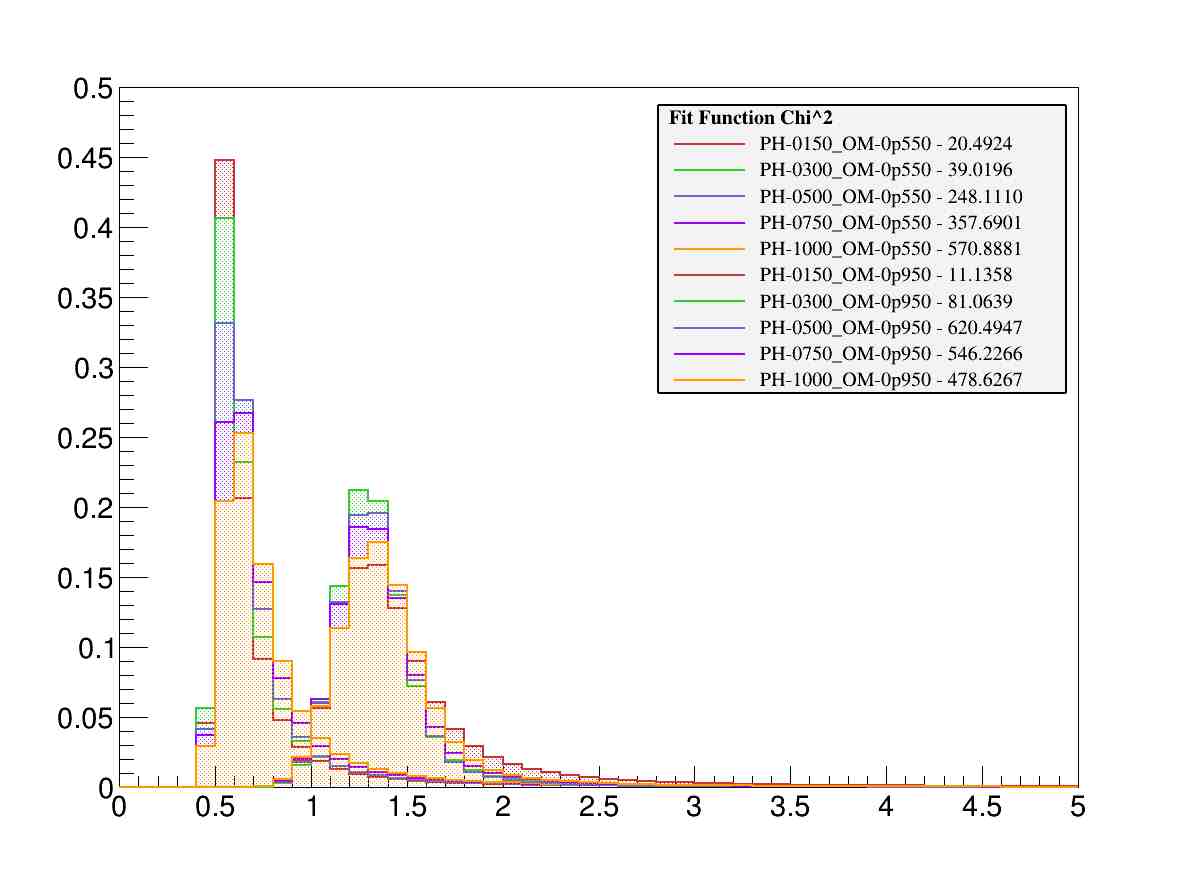 0.5
0.45
0.4
0.35
0.3
0.25
0.2
0.15
0.1
0.05
0
Fit Function Chi^2
PH-0150_OM-0p550 - 20.4924
PH-0300_OM-0p550 - 39.0196
PH-0500_OM-0p550 - 248.1110
PH-0750_OM-0p550 - 357.6901
PH-1000_OM-0p550 - 570.8881
PH-0150_OM-0p950 - 11.1358
PH-0300_OM-0p950 - 81.0639
PH-0500_OM-0p950 - 620.4947
PH-0750_OM-0p950 - 546.2266
PH-1000_OM-0p950 - 478.6267
0 0.5 1 1.5 2 2.5 3 3.5 4 4.5 5